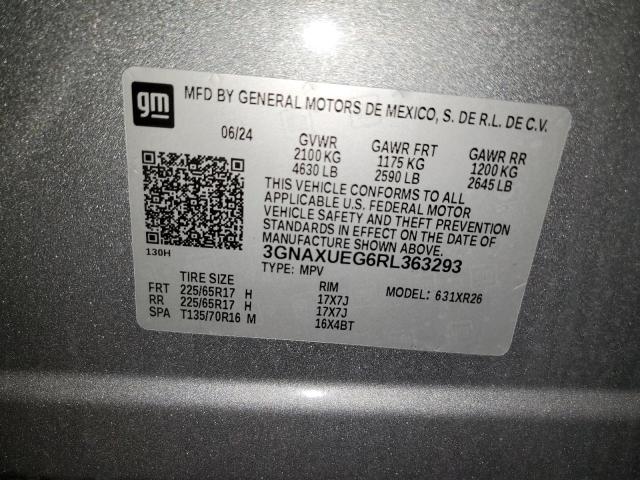 gm
MFD BY GENERAL MOTORS DE MEXICO, S. DE R.L. DE C.V.
06/24 GVWR GAWR FRT GAWR RR
2100 KG 1175 KG 1200 KG
4630 LB 2590 LB 2645 LB
THIS VEHICLE CONFORMS TO ALL
APPLICABLE U.S. FEDERAL MOTOR
VEHICLE SAFETY AND THEFT PREVENTION
STANDARDS IN EFFECT ON THE DATE OF
MANUFACTURE SHOWN ABOVE.
130H 3GNAXUEG6RL363293
TYPE: MPV
TIRE SIZE RIM MODEL: 631XR26
FRT 225/65R17 H 17X7J
RR 225/65R17 H 17X7J
SPA T135/70R16 M 16X4BT